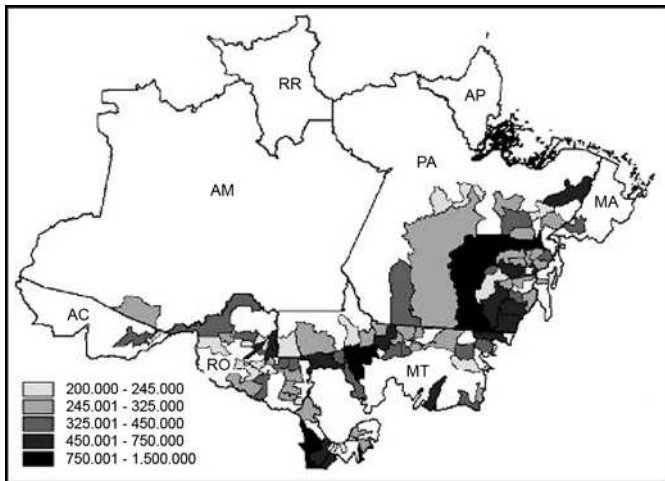 RR
AP
AM
PA
MA
AC
RO
MT
200.000 - 245.000
245.001 - 325.000
325.001 - 450.000
450.001 - 750.000
750.001 - 1.500.000